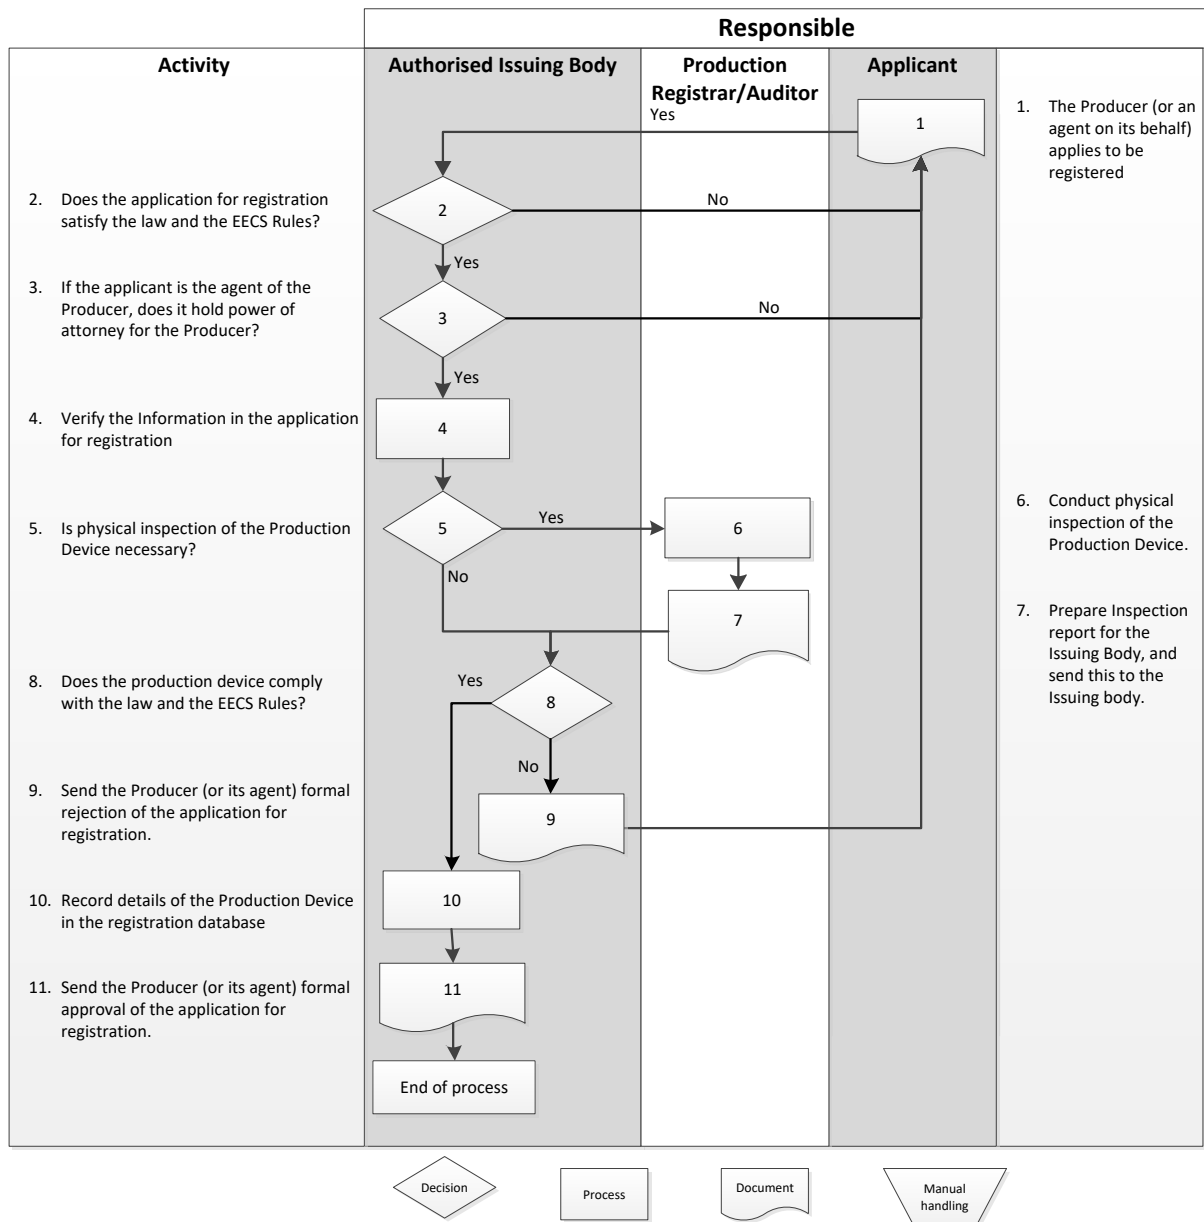 Responsible
Activity
Authorised Issuing Body
Production
Registrar/Auditor
Applicant
Yes
1
1. The Producer (or an
agent on its behalf)
applies to be
registered
2. Does the application for registration
satisfy the law and the EECS Rules?
2
No
Yes
3. If the applicant is the agent of the
Producer, does it hold power of
attorney for the Producer?
3
No
Yes
4. Verify the Information in the application
for registration
4
5. Is physical inspection of the Production
Device necessary?
5
Yes
6
6. Conduct physical
inspection of the
Production Device.
No
7
7. Prepare Inspection
report for the
Issuing Body, and
send this to the
Issuing body.
8. Does the production device comply
with the law and the EECS Rules?
Yes
8
No
9. Send the Producer (or its agent) formal
rejection of the application for
registration.
9
10. Record details of the Production Device
in the registration database
10
11. Send the Producer (or its agent) formal
approval of the application for
registration.
11
End of process
Decision
Process
Document
Manual
handling